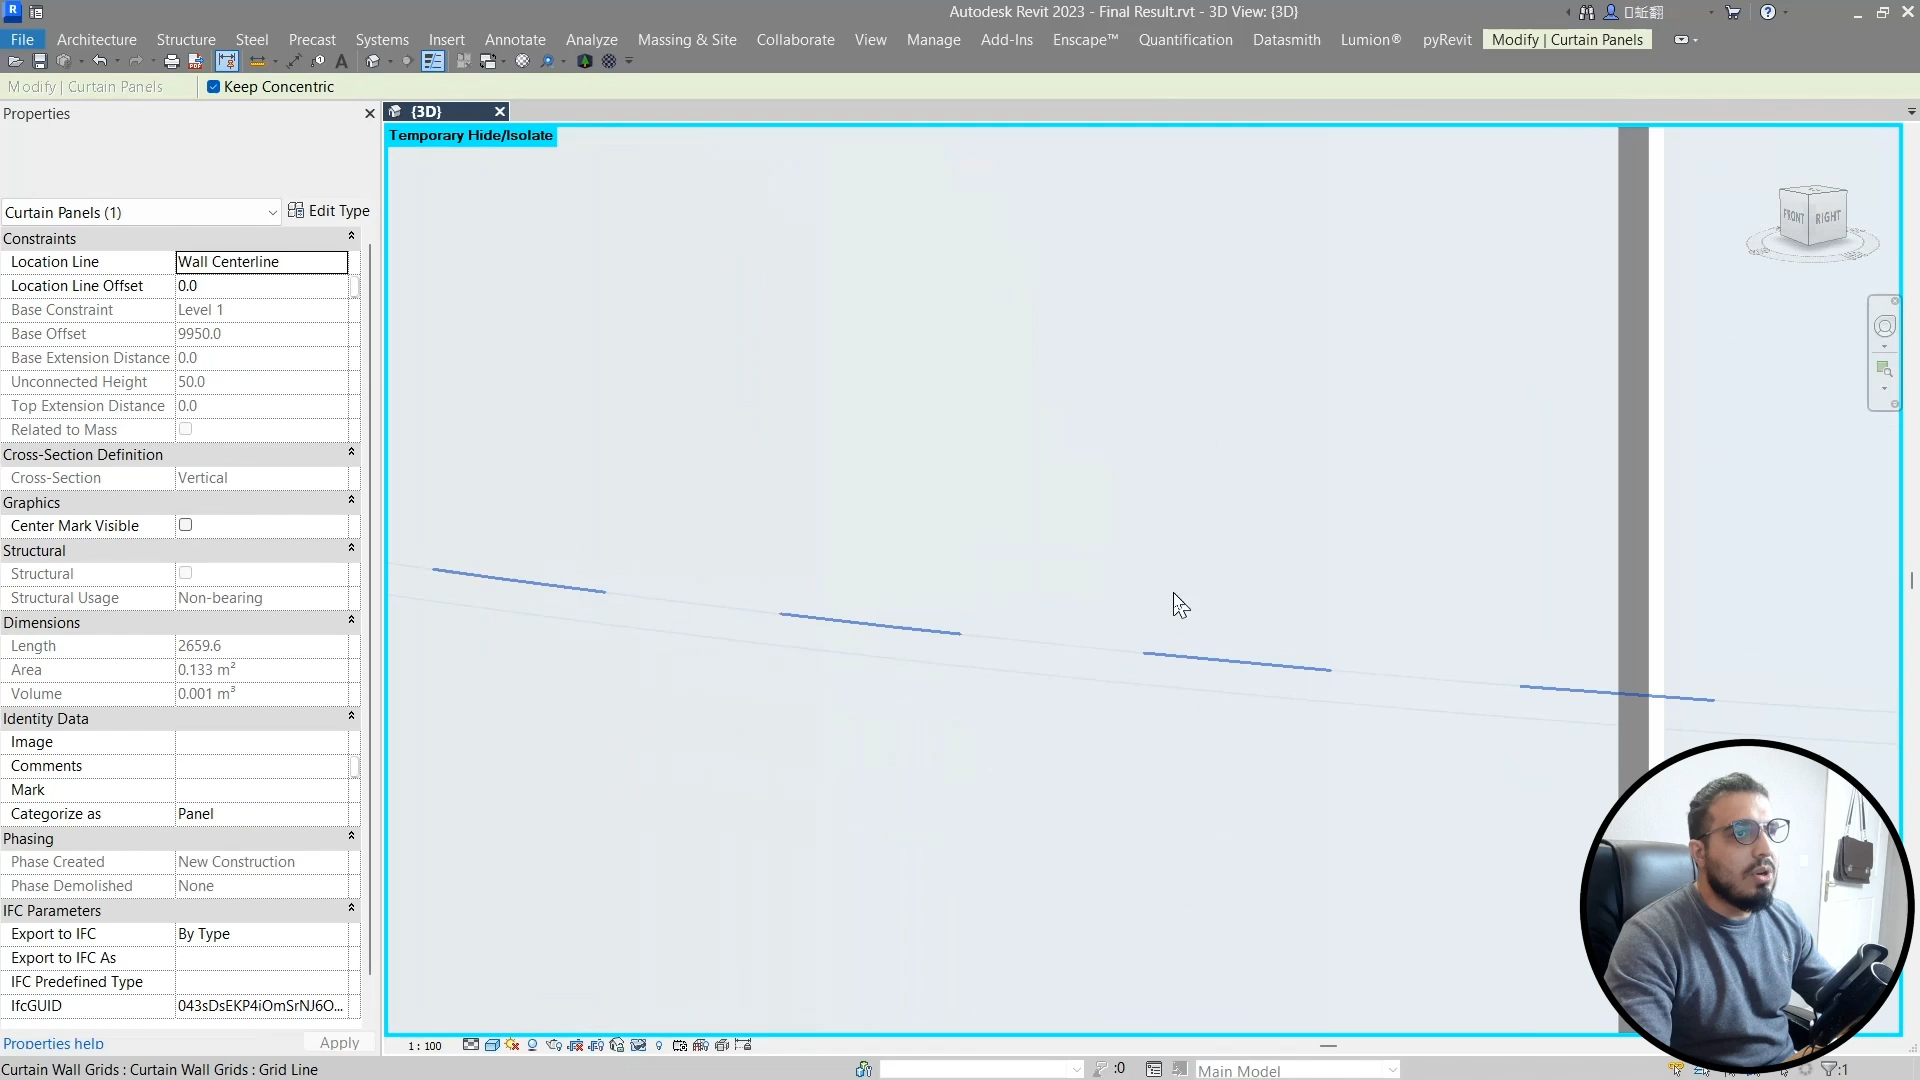 Autodesk Revit 2023 - Final Result.rvt - 3D View: {3D}
File Architecture Structure Steel Precast Systems Insert Annotate Analyze Massing & Site Collaborate View Manage Add-Ins Enscape™ Quantification Datasmith Lumion® pyRevit Modify | Curtain Panels
Modify | Curtain Panels Keep Concentric
Properties
{3D}
Temporary Hide/Isolate
FRONT RIGHT
Curtain Panels (1) Edit Type
Constraints
Location Line Wall Centerline
Location Line Offset 0.0
Base Constraint Level 1
Base Offset 9950.0
Base Extension Distance 0.0
Unconnected Height 50.0
Top Extension Distance 0.0
Related to Mass
Cross-Section Definition
Cross-Section Vertical
Graphics
Center Mark Visible
Structural
Structural
Structural Usage Non-bearing
Dimensions
Length 2659.6
Area 0.133 m²
Volume 0.001 m³
Identity Data
Image
Comments
Mark
Categorize as Panel
Phasing
Phase Created New Construction
Phase Demolished None
IFC Parameters
Export to IFC By Type
Export to IFC As
IFC Predefined Type
IfcGUID 043sDsEKP4iOmSrNJ6O...
Properties help Apply
1 : 100
Curtain Wall Grids : Curtain Wall Grids : Grid Line
:0 Main Model :1